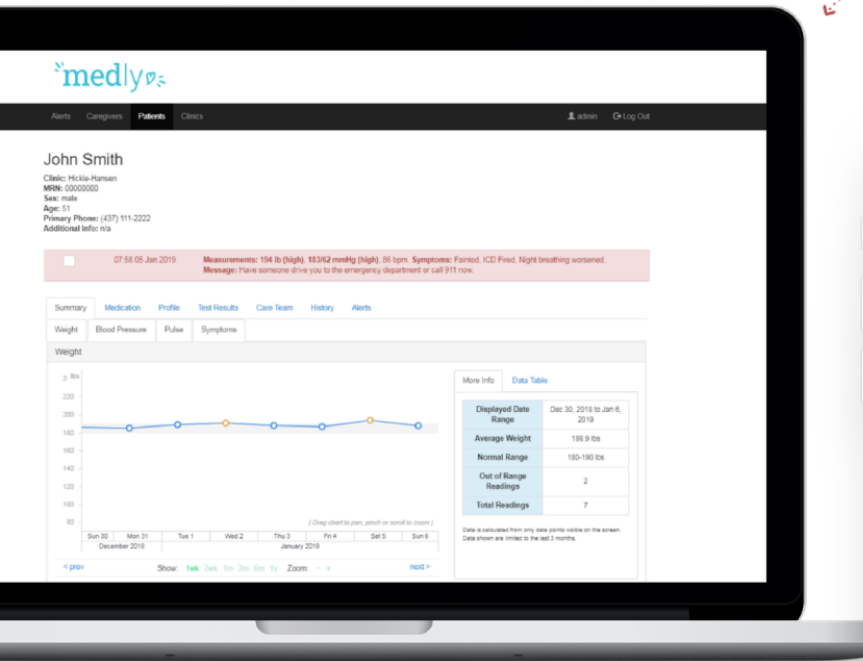 medly
Alerts Caregivers Patients Clinics admin Log Out
John Smith
Clinic: Hickle-Hansen
MRN: 00000000
Sex: male
Age: 51
Primary Phone: (437) 111-2222
Additional Info: n/a
07:58 05 Jan 2019 Measurements: 194 lb (high), 183/62 mmHg (high), 86 bpm. Symptoms: Fainted, ICD Fired, Night breathing worsened.
Message: Have someone drive you to the emergency department or call 911 now.
Summary Medication Profile Test Results Care Team History Alerts
Weight Blood Pressure Pulse Symptoms
Weight
lbs
220
200
180
160
140
120
100
80
( Drag chart to pan, pinch or scroll to zoom )
Sun 30 Mon 31 Tue 1 Wed 2 Thu 3 Fri 4 Sat 5 Sun 6
December 2018 January 2019
< prev Show: 1wk 2wk 1m 2m 6m 1y Zoom: − + next >
More Info Data Table
Displayed Date Range Dec 30, 2018 to Jan 6, 2019
Average Weight 188.9 lbs
Normal Range 180-190 lbs
Out of Range Readings 2
Total Readings 7
Data is calculated from only data points visible on the screen.
Data shown are limited to the last 3 months.